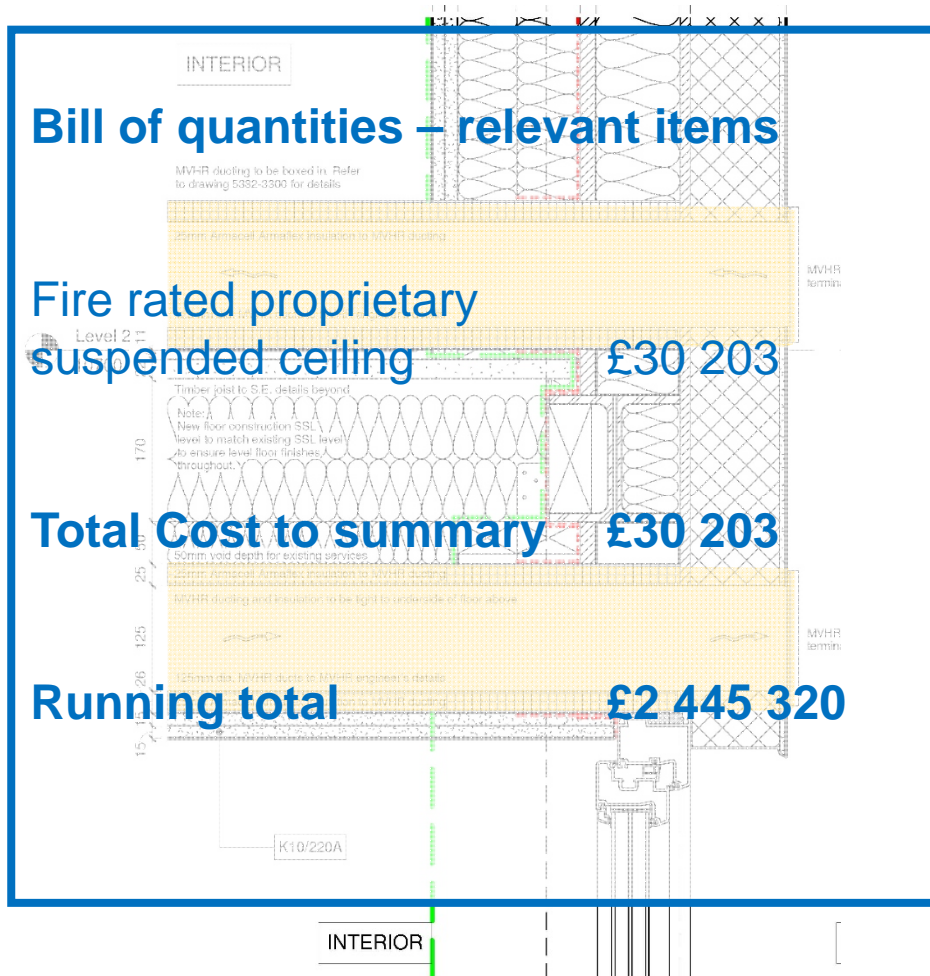 INTERIOR
Bill of quantities – relevant items
MVHR ducting to be boxed in. Refer
to drawing 5332-3300 for details
25mm Armacell Armaflex insulation to MVHR ducting
MVHR
Fire rated proprietary
Level 2
suspended ceiling £30 203
Timber joist to S.E. details beyond
Note:
New floor construction SSL
level to match existing SSL level
to ensure level floor finishes
throughout.
170
Total Cost to summary £30 203
50mm void depth for existing services
25
25mm Armacell Armaflex insulation to MVHR ducting
MVHR ducting and insulation to be tight to underside of floor above
125
MVHR
125mm dia. MVHR ducts to MVHR engineer's details
Running total £2 445 320
15
K10/220A
INTERIOR